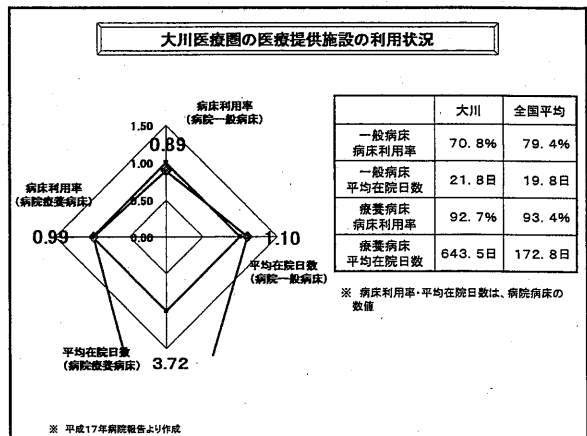 大川医療圏の医療提供施設の利用状況
病床利用率
(病院一般病床)
1.50
0.89
1.00
0.50
0.00
病床利用率
(病院療養病床)
0.99
1.10
平均在院日数
(病院一般病床)
平均在院日数
(病院療養病床)
3.72
大川 全国平均
一般病床
病床利用率 70.8% 79.4%
一般病床
平均在院日数 21.8日 19.8日
療養病床
病床利用率 92.7% 93.4%
療養病床
平均在院日数 643.5日 172.8日
※ 病床利用率・平均在院日数は、病院病床の
数値
※ 平成17年病院報告より作成